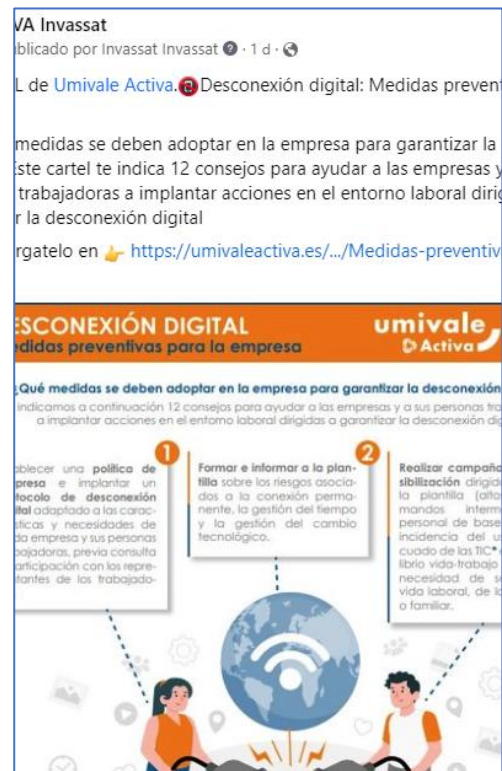 VA Invassat
blicado por Invassat Invassat · 1 d ·
L de Umivale Activa. Desconexión digital: Medidas prevent
medidas se deben adoptar en la empresa para garantizar la
Este cartel te indica 12 consejos para ayudar a las empresas y
trabajadoras a implantar acciones en el entorno laboral dirig
r la desconexión digital
rgatelo en 👉 https://umivaleactiva.es/.../Medidas-preventiv
ESCONEXIÓN DIGITAL
edidas preventivas para la empresa
umivale
Activa
¿Qué medidas se deben adoptar en la empresa para garantizar la desconexión
indicamos a continuación 12 consejos para ayudar a las empresas y a sus personas tra
a implantar acciones en el entorno laboral dirigidas a garantizar la desconexión dig
1
ablecer una política de
presa e implantar un
tocolo de desconexión
ital adaptado a las carac-
sticas y necesidades de
da empresa y sus personas
bajadoras, previa consulta
articipación con los repre-
tantes de los trabajado-
2
Formar e informar a la plan-
tilla sobre los riesgos asocia-
dos a la conexión perma-
nente, la gestión del tiempo
y la gestión del cambio
tecnológico.
Realizar campaña
sibilización dirigid
la plantilla (alto
mandos interm
personal de base
incidencia del us
cuado de las TIC*
librio vida-trabajo
necesidad de s
vida laboral, de la
o familiar.